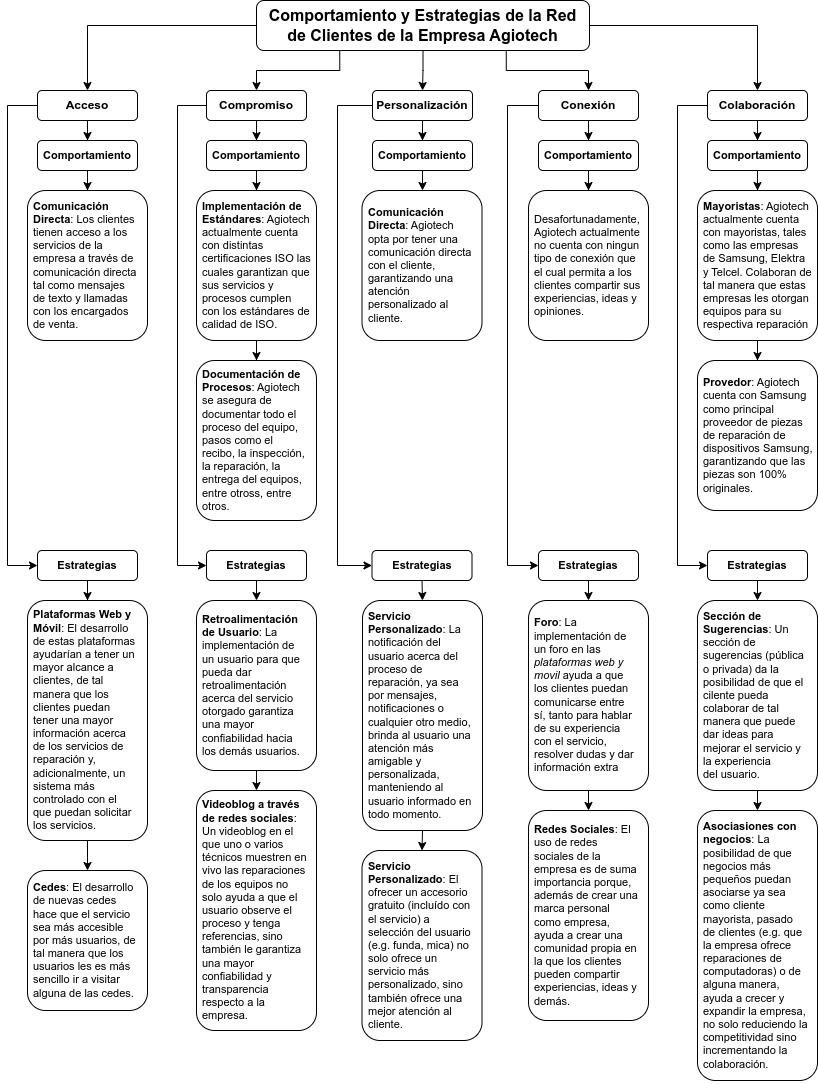 Comportamiento y Estrategias de la Red
de Clientes de la Empresa Agiotech
Acceso
Comportamiento
Comunicación
Directa: Los clientes
tienen acceso a los
servicios de la
empresa a través de
comunicación directa
tal como mensajes
de texto y llamadas
con los encargados
de venta.
Estrategias
Plataformas Web y
Móvil: El desarrollo
de estas plataformas
ayudarían a tener un
mayor alcance a
clientes, de tal
manera que los
clientes puedan
tener una mayor
información acerca
de los servicios de
reparación y,
adicionalmente, un
sistema más
controlado con el
que puedan solicitar
los servicios.
Cedes: El desarrollo
de nuevas cedes
hace que el servicio
sea más accesible
por más usuarios, de
tal manera que los
usuarios les es más
sencillo ir a visitar
alguna de las cedes.
Compromiso
Comportamiento
Implementación de
Estándares: Agiotech
actualmente cuenta
con distintas
certificaciones ISO las
cuales garantizan que
sus servicios y
procesos cumplen
con los estándares de
calidad de ISO.
Documentación de
Procesos: Agiotech
se asegura de
documentar todo el
proceso del equipo,
pasos como el
recibo, la inspección,
la reparación, la
entrega del equipos,
entre otross, entre
otros.
Estrategias
Retroalimentación
de Usuario: La
implementación de
un usuario para que
pueda dar
retroalimentación
acerca del servicio
otorgado garantiza
una mayor
confiabilidad hacia
los demás usuarios.
Videoblog a través
de redes sociales:
Un videoblog en el
que uno o varios
técnicos muestren en
vivo las reparaciones
de los equipos no
solo ayuda a que el
usuario observe el
proceso y tenga
referencias, sino
también le garantiza
una mayor
confiabilidad y
transparencia
respecto a la
empresa.
Personalización
Comportamiento
Comunicación
Directa: Agiotech
opta por tener una
comunicación directa
con el cliente,
garantizando una
atención
personalizado al
cliente.
Estrategias
Servicio
Personalizado: La
notificación del
usuario acerca del
proceso de
reparación, ya sea
por mensajes,
notificaciones o
cualquier otro medio,
brinda al usuario una
atención más
amigable y
personalizada,
manteniendo al
usuario informado en
todo momento.
Servicio
Personalizado: El
ofrecer un accesorio
gratuito (incluído con
el servicio) a
selección del usuario
(e.g. funda, mica) no
solo ofrece un
servicio más
personalizado, sino
también ofrece una
mejor atención al
cliente.
Conexión
Comportamiento
Desafortunadamente,
Agiotech actualmente
no cuenta con ningun
tipo de conexión que
el cual permita a los
clientes compartir sus
experiencias, ideas y
opiniones.
Estrategias
Foro: La
implementación de
un foro en las
plataformas web y
movil ayuda a que
los clientes puedan
comunicarse entre
sí, tanto para hablar
de su experiencia
con el servicio,
resolver dudas y dar
información extra
Redes Sociales: El
uso de redes
sociales de la
empresa es de suma
importancia porque,
además de crear una
marca personal
como empresa,
ayuda a crear una
comunidad propia en
la que los clientes
pueden compartir
experiencias, ideas y
demás.
Colaboración
Comportamiento
Mayoristas: Agiotech
actualmente cuenta
con mayoristas, tales
como las empresas
de Samsung, Elektra
y Telcel. Colaboran de
tal manera que estas
empresas les otorgan
equipos para su
respectiva reparación
Provedor: Agiotech
cuenta con Samsung
como principal
proveedor de piezas
de reparación de
dispositivos Samsung,
garantizando que las
piezas son 100%
originales.
Estrategias
Sección de
Sugerencias: Un
sección de
sugerencias (pública
o privada) da la
posibilidad de que el
cilente pueda
colaborar de tal
manera que puede
dar ideas para
mejorar el servicio y
la experiencia
del usuario.
Asociasiones con
negocios: La
posibilidad de que
negocios más
pequeños puedan
asociarse ya sea
como cliente
mayorista, pasado
de clientes (e.g. que
la empresa ofrece
reparaciones de
computadoras) o de
alguna manera,
ayuda a crecer y
expandir la empresa,
no solo reduciendo la
competitividad sino
incrementando la
colaboración.